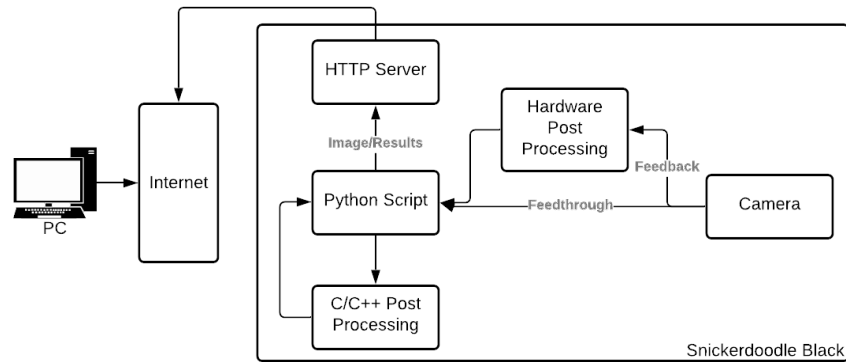 HTTP Server
Hardware
Post
Processing
Image/Results
Feedback
Internet
Python Script
Feedthrough
Camera
PC
C/C++ Post
Processing
Snickerdoodle Black